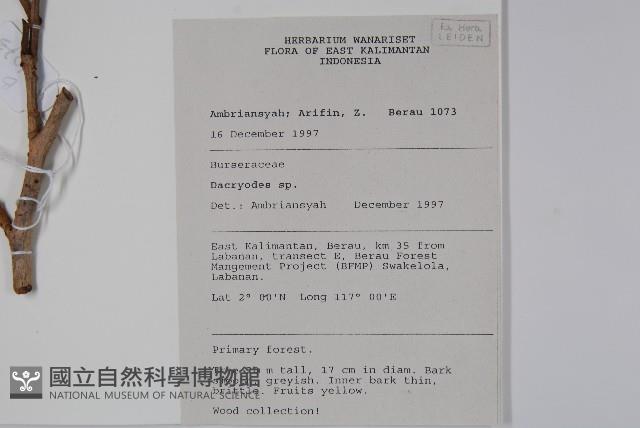 HERBARIUM WANARISET
FLORA OF EAST KALIMANTAN
INDONESIA
LEIDEN
Ambriansyah; Arifin, Z. Berau 1073
16 December 1997
Burseraceae
Dacryodes sp.
Det.: Ambriansyah December 1997
East Kalimantan, Berau, km 35 from
Labanan, transect E, Berau Forest
Mangement Project (BFMP) Swakelola,
Labanan.
Lat 2° 00'N Long 117° 00'E
Primary forest.
m tall, 17 cm in diam. Bark
greyish. Inner bark thin,
brittle. Fruits yellow.
Wood collection!
國立自然科學博物館
NATIONAL MUSEUM OF NATURAL SCIENCE